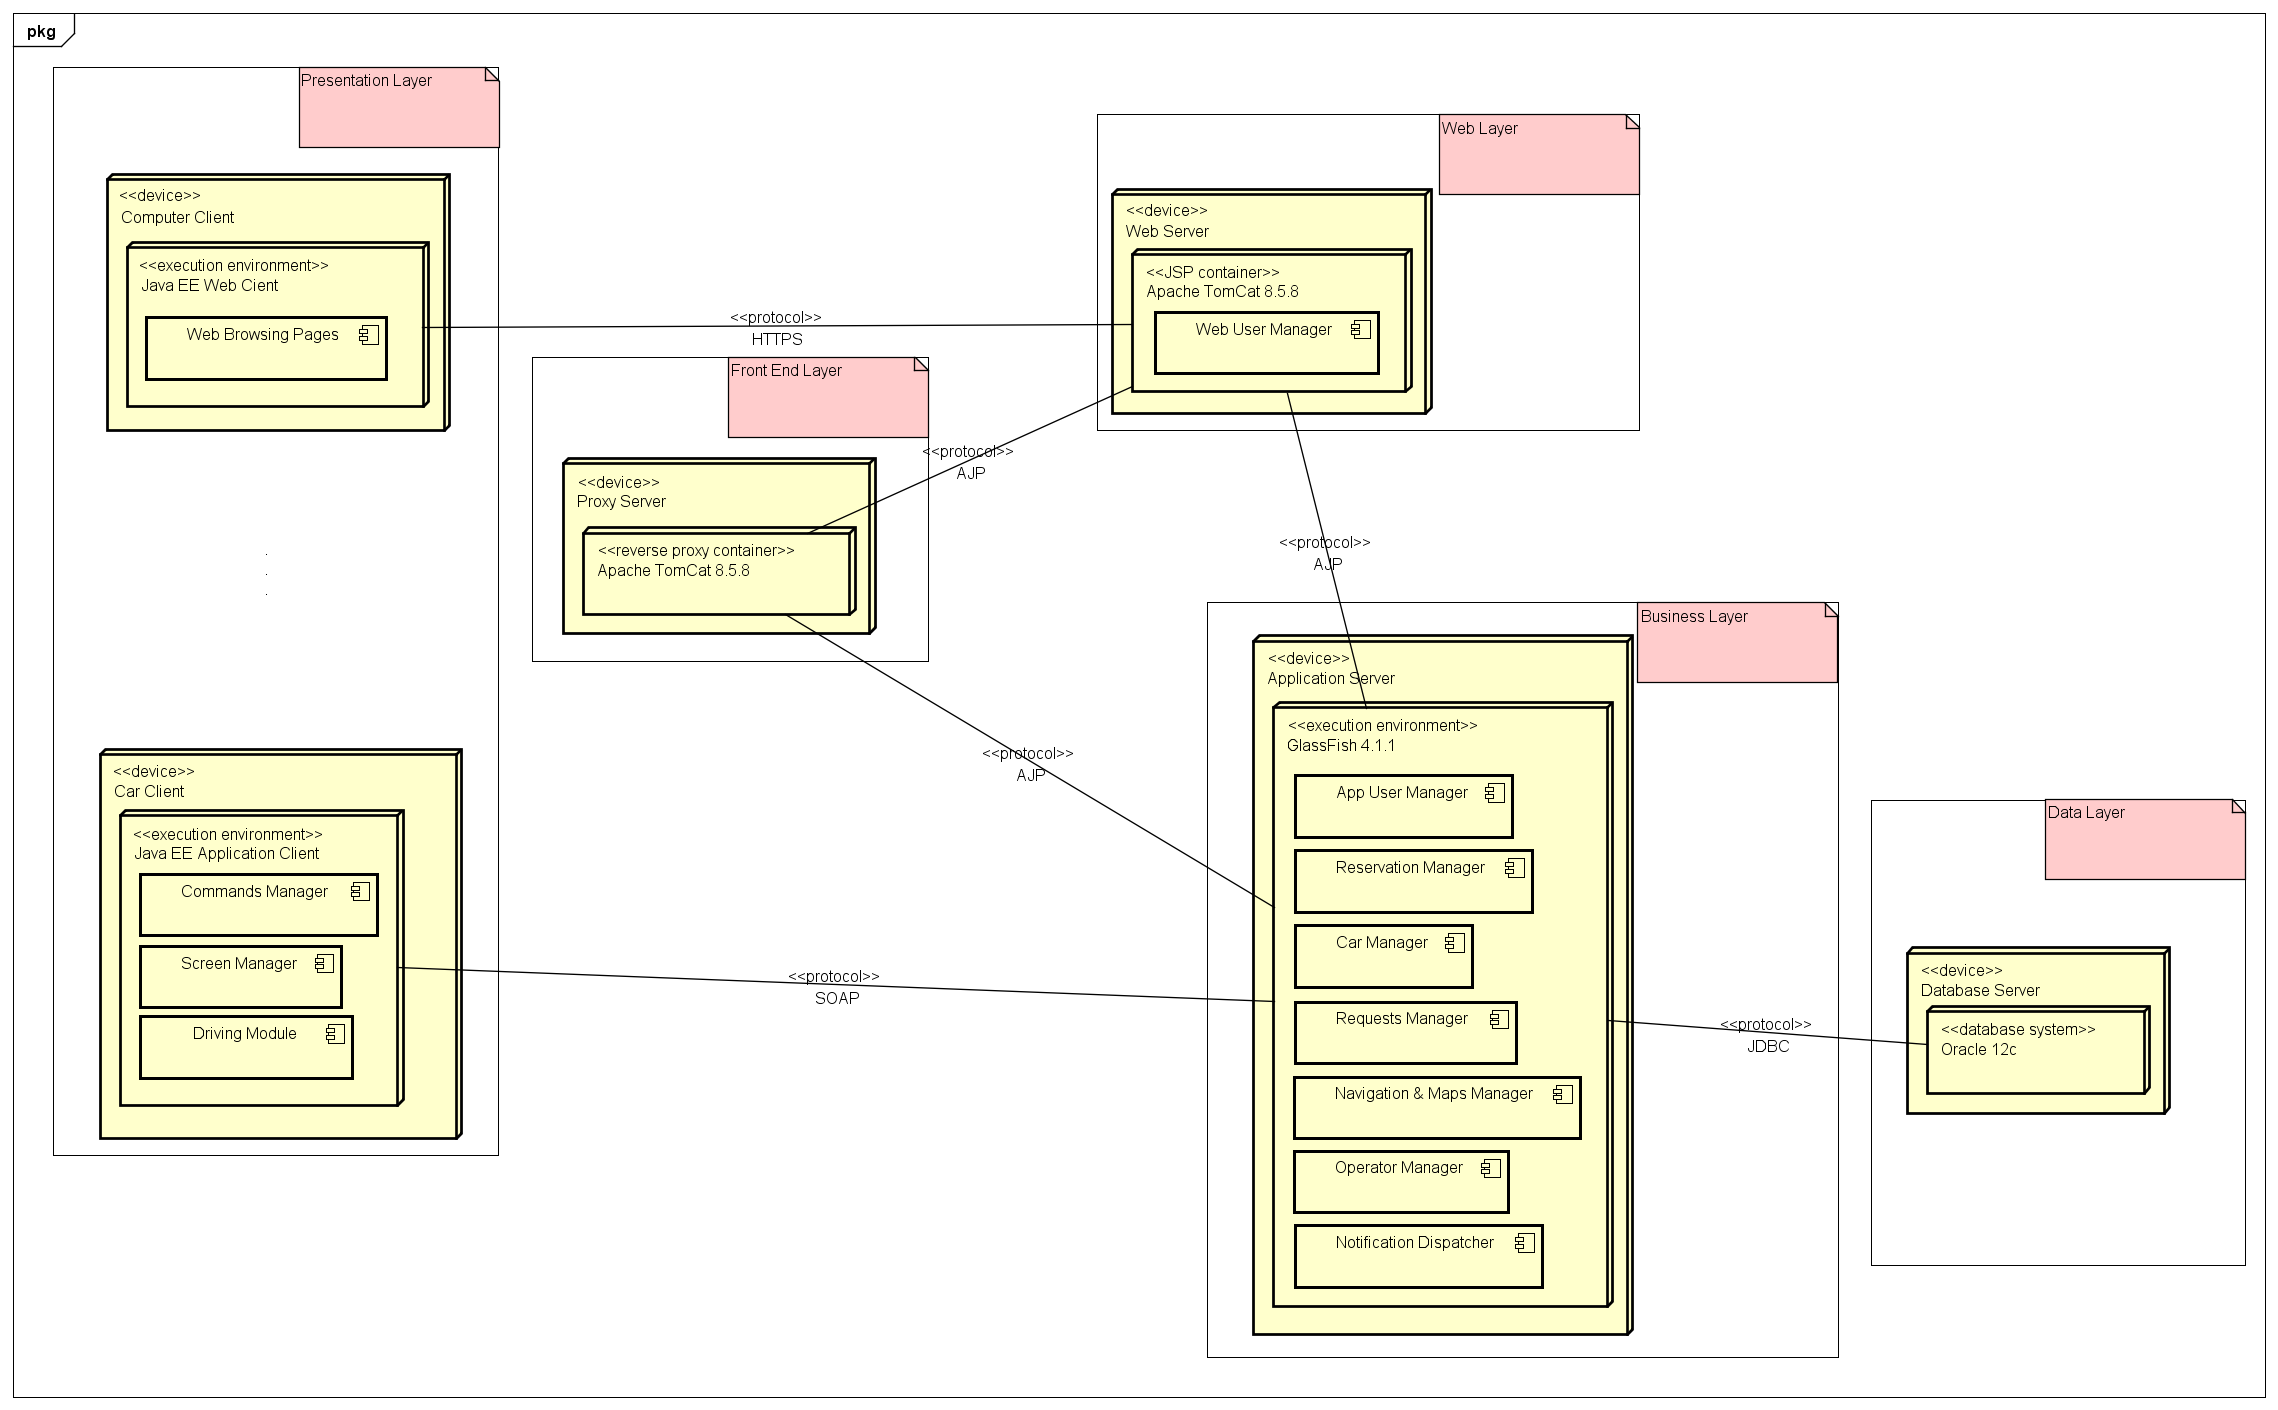 pkg
Presentation Layer
<<device>>
Computer Client
<<execution environment>>
Java EE Web Cient
Web Browsing Pages
.
.
.
<<device>>
Car Client
<<execution environment>>
Java EE Application Client
Commands Manager
Screen Manager
Driving Module
<<protocol>>
HTTPS
Front End Layer
<<device>>
Proxy Server
<<reverse proxy container>>
Apache TomCat 8.5.8
<<protocol>>
AJP
<<protocol>>
AJP
<<protocol>>
SOAP
Web Layer
<<device>>
Web Server
<<JSP container>>
Apache TomCat 8.5.8
Web User Manager
<<protocol>>
AJP
Business Layer
<<device>>
Application Server
<<execution environment>>
GlassFish 4.1.1
App User Manager
Reservation Manager
Car Manager
Requests Manager
Navigation & Maps Manager
Operator Manager
Notification Dispatcher
<<protocol>>
JDBC
Data Layer
<<device>>
Database Server
<<database system>>
Oracle 12c